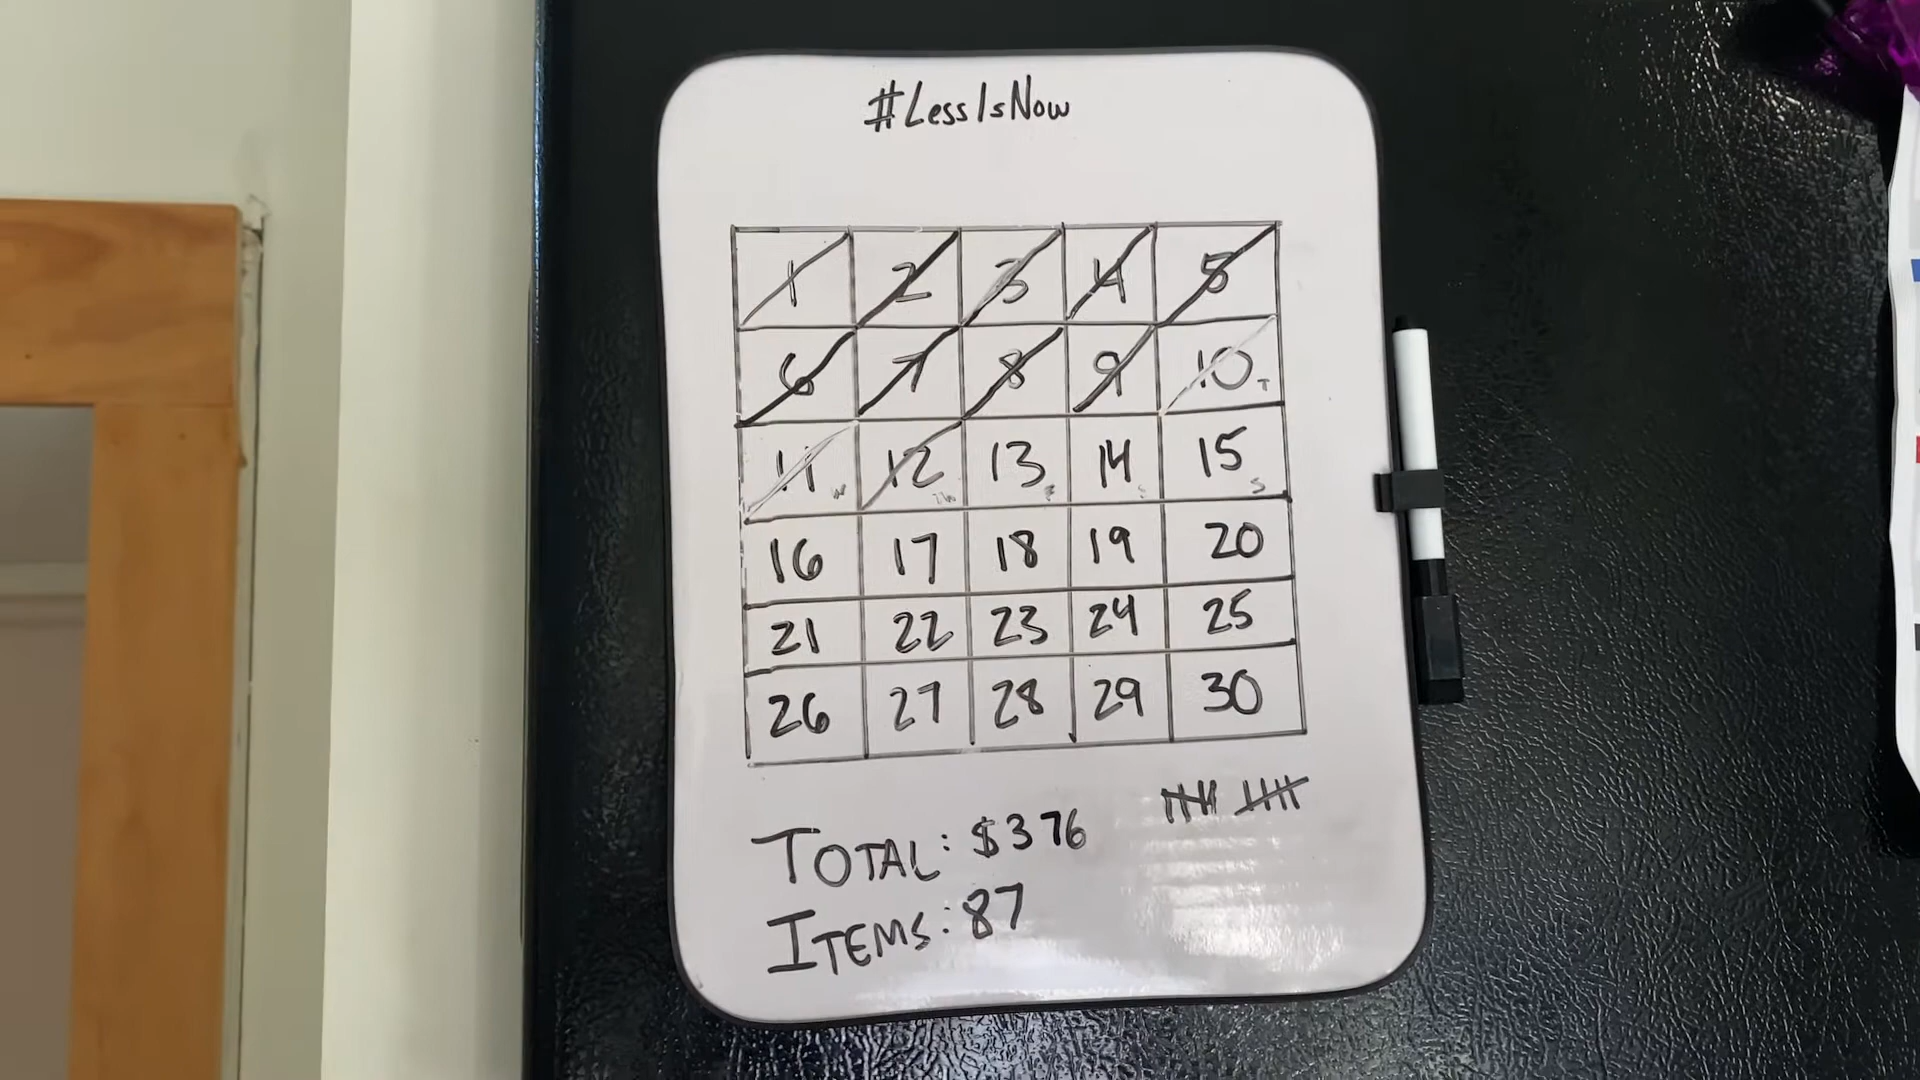 #LessIsNow
1 2 3 4 5
6 7 8 9 10 T
11 W 12 TH 13 F 14 S 15 S
16 17 18 19 20
21 22 23 24 25
26 27 28 29 30
TOTAL: $376
ITEMS: 87